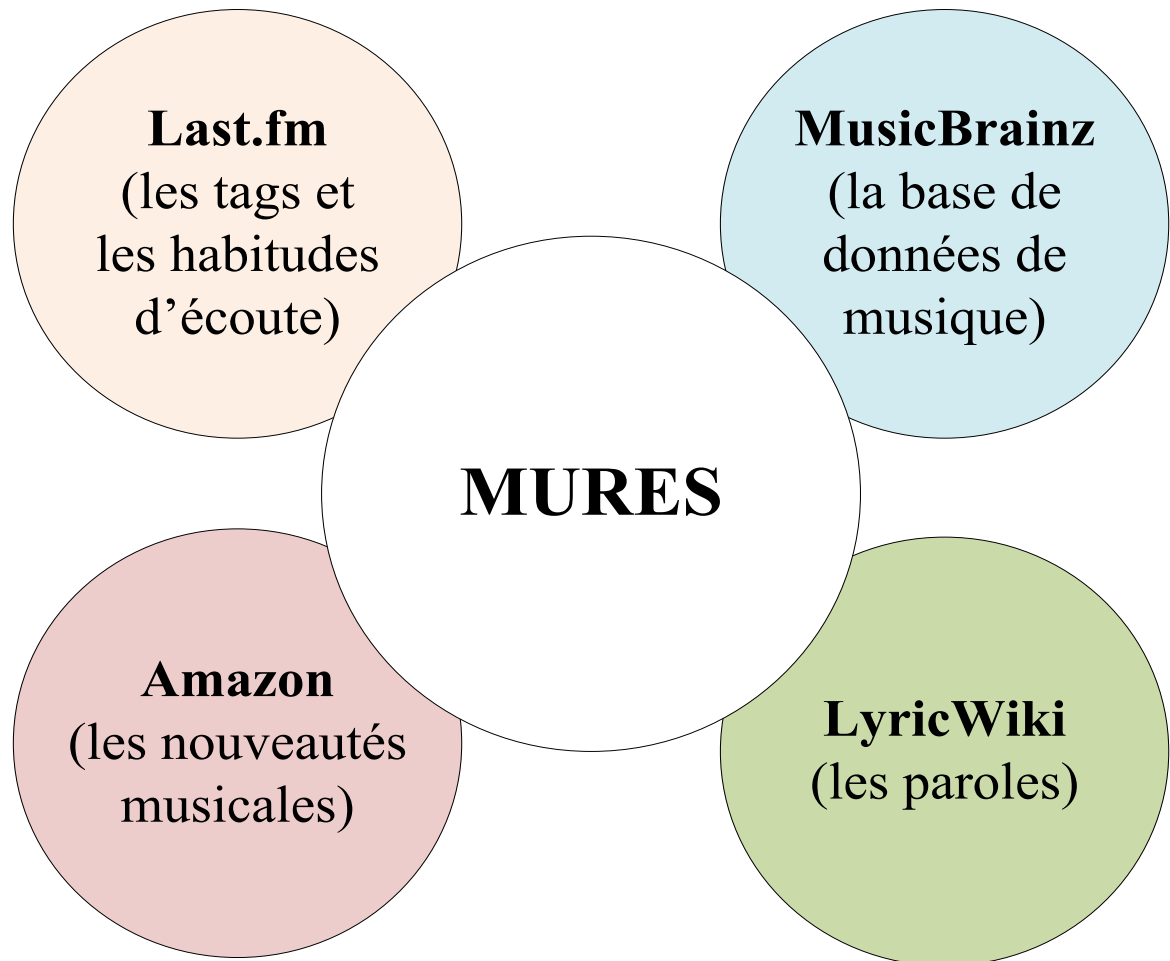 Last.fm
(les tags et
les habitudes
d’écoute)
MusicBrainz
(la base de
données de
musique)
MURES
Amazon
(les nouveautés
musicales)
LyricWiki
(les paroles)